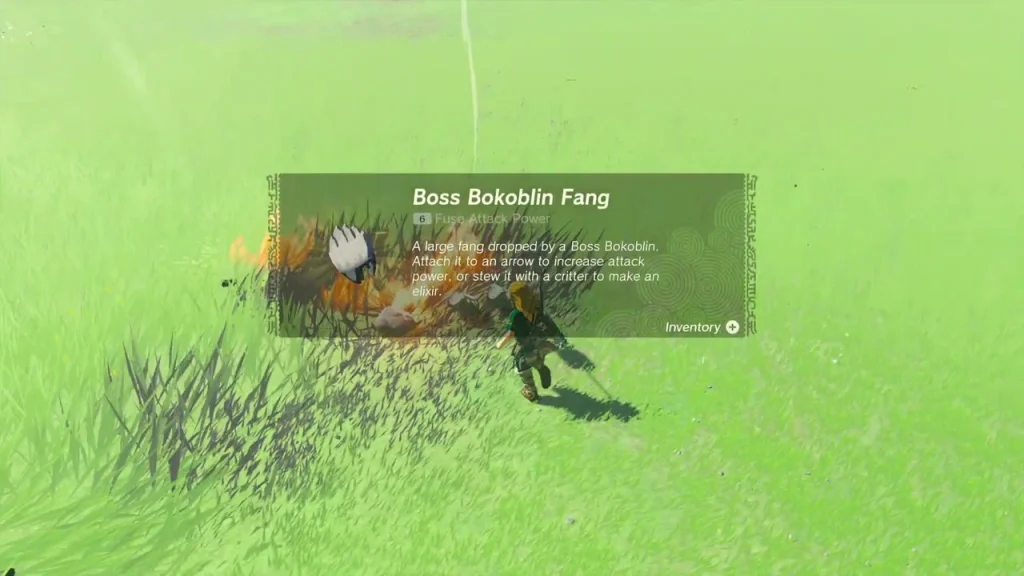 Boss Bokoblin Fang
6 Fuse Attack Power
A large fang dropped by a Boss Bokoblin.
Attach it to an arrow to increase attack
power, or stew it with a critter to make an
elixir.
Inventory +